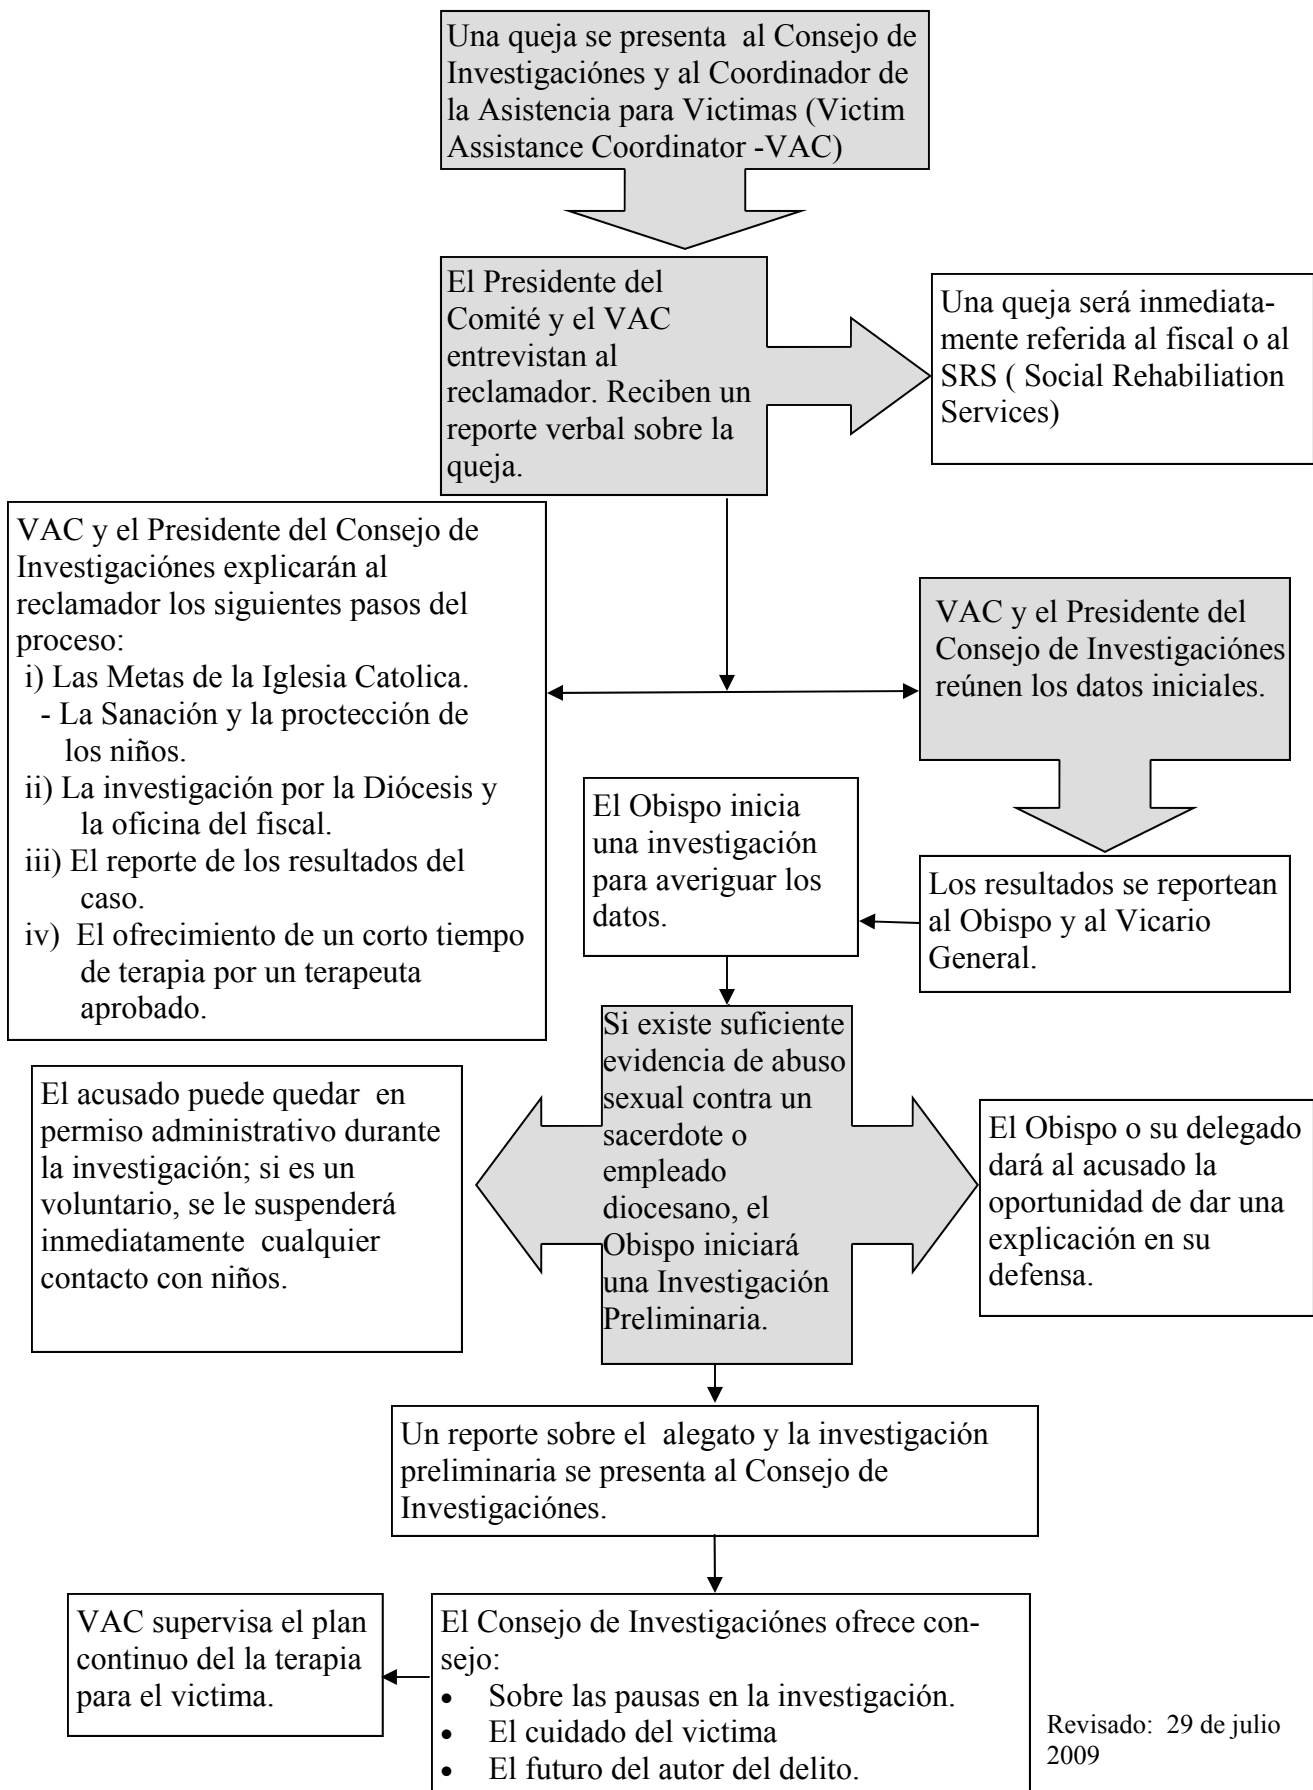 Una queja se presenta al Consejo de
Investigaciónes y al Coordinador de
la Asistencia para Victimas (Victim
Assistance Coordinator -VAC)
El Presidente del
Comité y el VAC
entrevistan al
reclamador. Reciben un
reporte verbal sobre la
queja.
Una queja será inmediata-
mente referida al fiscal o al
SRS ( Social Rehabiliation
Services)
VAC y el Presidente del Consejo de
Investigaciónes explicarán al
reclamador los siguientes pasos del
proceso:
i) Las Metas de la Iglesia Catolica.
- La Sanación y la proctección de
los niños.
ii) La investigación por la Diócesis y
la oficina del fiscal.
iii) El reporte de los resultados del
caso.
iv) El ofrecimiento de un corto tiempo
de terapia por un terapeuta
aprobado.
VAC y el Presidente del
Consejo de Investigaciónes
reúnen los datos iniciales.
Los resultados se reportean
al Obispo y al Vicario
General.
El Obispo inicia
una investigación
para averiguar los
datos.
Si existe suficiente
evidencia de abuso
sexual contra un
sacerdote o
empleado
diocesano, el
Obispo iniciará
una Investigación
Preliminaria.
El acusado puede quedar en
permiso administrativo durante
la investigación; si es un
voluntario, se le suspenderá
inmediatamente cualquier
contacto con niños.
El Obispo o su delegado
dará al acusado la
oportunidad de dar una
explicación en su
defensa.
Un reporte sobre el alegato y la investigación
preliminaria se presenta al Consejo de
Investigaciónes.
El Consejo de Investigaciónes ofrece con-
sejo:
• Sobre las pausas en la investigación.
• El cuidado del victima
• El futuro del autor del delito.
VAC supervisa el plan
continuo del la terapia
para el victima.
Revisado: 29 de julio
2009